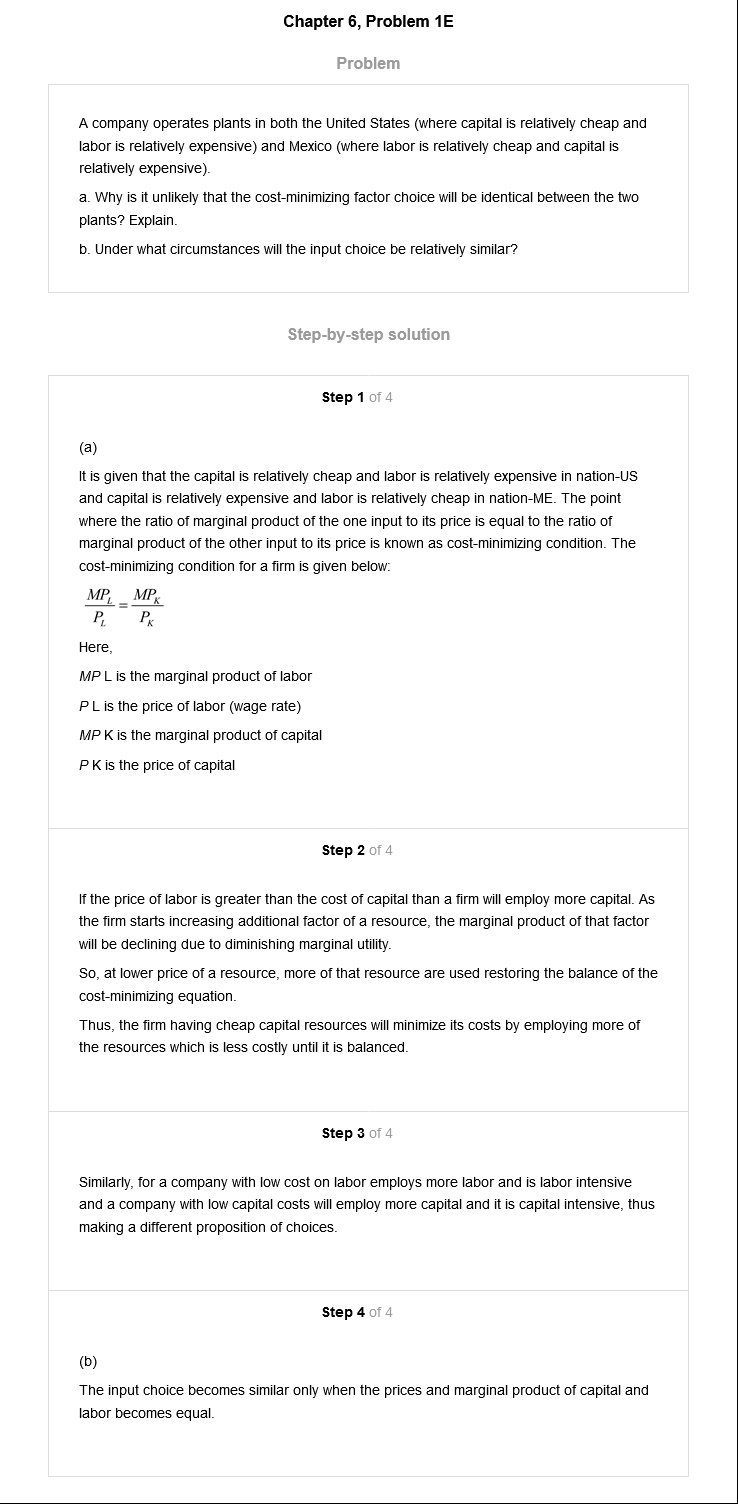 Chapter 6, Problem 1E
Problem
A company operates plants in both the United States (where capital is relatively cheap and
labor is relatively expensive) and Mexico (where labor is relatively cheap and capital is
relatively expensive).
a. Why is it unlikely that the cost-minimizing factor choice will be identical between the two
plants? Explain.
b. Under what circumstances will the input choice be relatively similar?
Step-by-step solution
Step 1 of 4
(a)
It is given that the capital is relatively cheap and labor is relatively expensive in nation-US
and capital is relatively expensive and labor is relatively cheap in nation-ME. The point
where the ratio of marginal product of the one input to its price is equal to the ratio of
marginal product of the other input to its price is known as cost-minimizing condition. The
cost-minimizing condition for a firm is given below:
MP_L / P_L = MP_K / P_K
Here,
MP L is the marginal product of labor
P L is the price of labor (wage rate)
MP K is the marginal product of capital
P K is the price of capital
Step 2 of 4
If the price of labor is greater than the cost of capital than a firm will employ more capital. As
the firm starts increasing additional factor of a resource, the marginal product of that factor
will be declining due to diminishing marginal utility.
So, at lower price of a resource, more of that resource are used restoring the balance of the
cost-minimizing equation.
Thus, the firm having cheap capital resources will minimize its costs by employing more of
the resources which is less costly until it is balanced.
Step 3 of 4
Similarly, for a company with low cost on labor employs more labor and is labor intensive
and a company with low capital costs will employ more capital and it is capital intensive, thus
making a different proposition of choices.
Step 4 of 4
(b)
The input choice becomes similar only when the prices and marginal product of capital and
labor becomes equal.